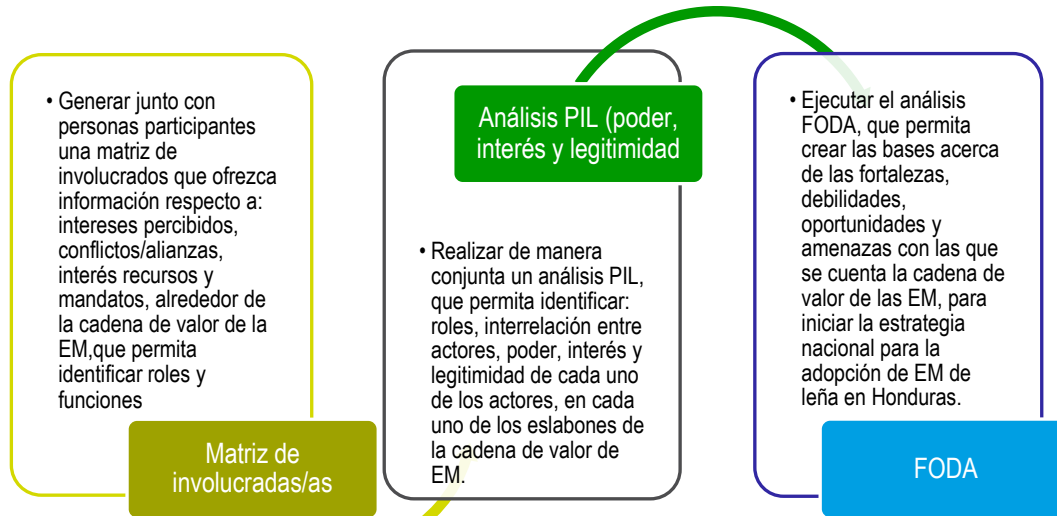 • Generar junto con
personas participantes
una matriz de
involucrados que ofrezca
información respecto a:
intereses percibidos,
conflictos/alianzas,
interés recursos y
mandatos, alrededor de
la cadena de valor de la
EM,que permita
identificar roles y
funciones
Matriz de
involucradas/as
Análisis PIL (poder,
interés y legitimidad
• Realizar de manera
conjunta un análisis PIL,
que permita identificar:
roles, interrelación entre
actores, poder, interés y
legitimidad de cada uno
de los actores, en cada
uno de los eslabones de
la cadena de valor de
EM.
• Ejecutar el análisis
FODA, que permita
crear las bases acerca
de las fortalezas,
debilidades,
oportunidades y
amenazas con las que
se cuenta la cadena de
valor de las EM, para
iniciar la estrategia
nacional para la
adopción de EM de
leña en Honduras.
FODA